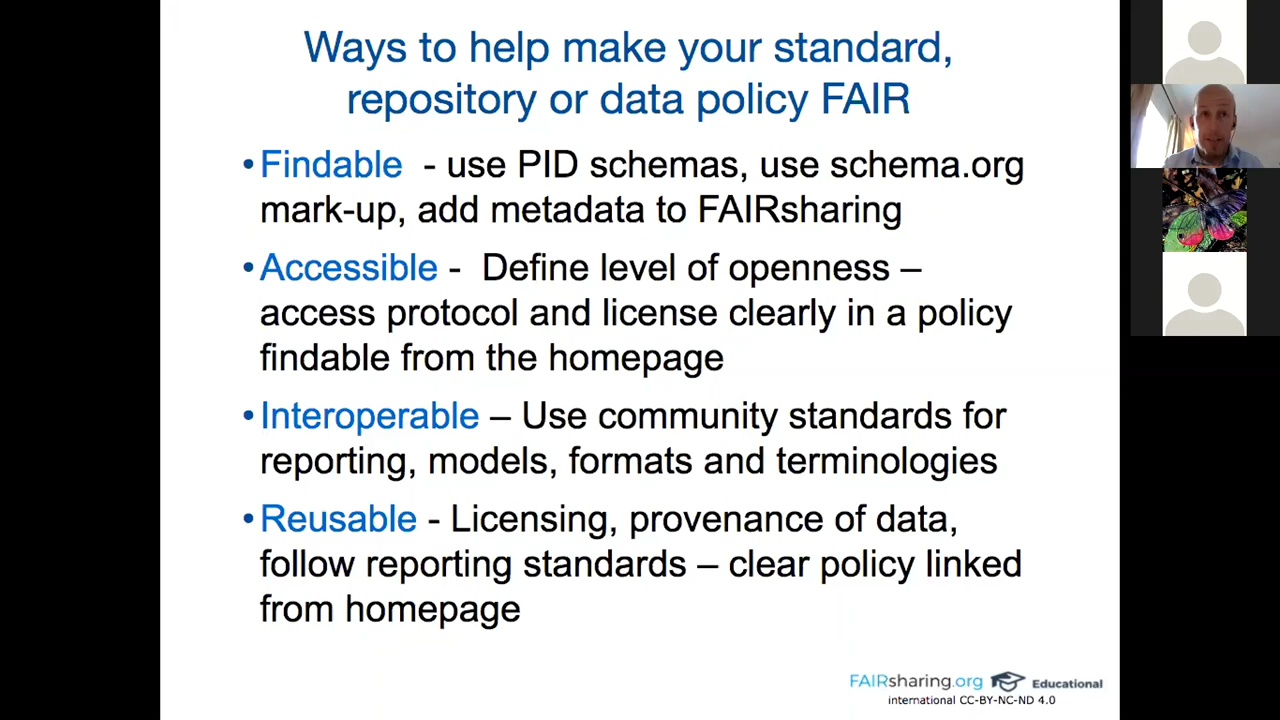 Ways to help make your standard,
repository or data policy FAIR
•Findable - use PID schemas, use schema.org
mark-up, add metadata to FAIRsharing
•Accessible - Define level of openness –
access protocol and license clearly in a policy
findable from the homepage
•Interoperable – Use community standards for
reporting, models, formats and terminologies
•Reusable - Licensing, provenance of data,
follow reporting standards – clear policy linked
from homepage
FAIRsharing.org Educational
international CC-BY-NC-ND 4.0